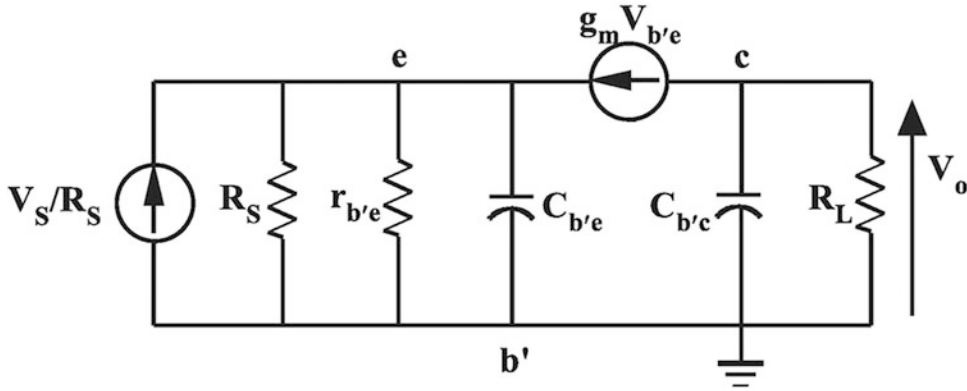 g_m V_b'e
e
c
V_S/R_S
R_S
r_b'e
C_b'e
C_b'c
R_L
V_o
b'